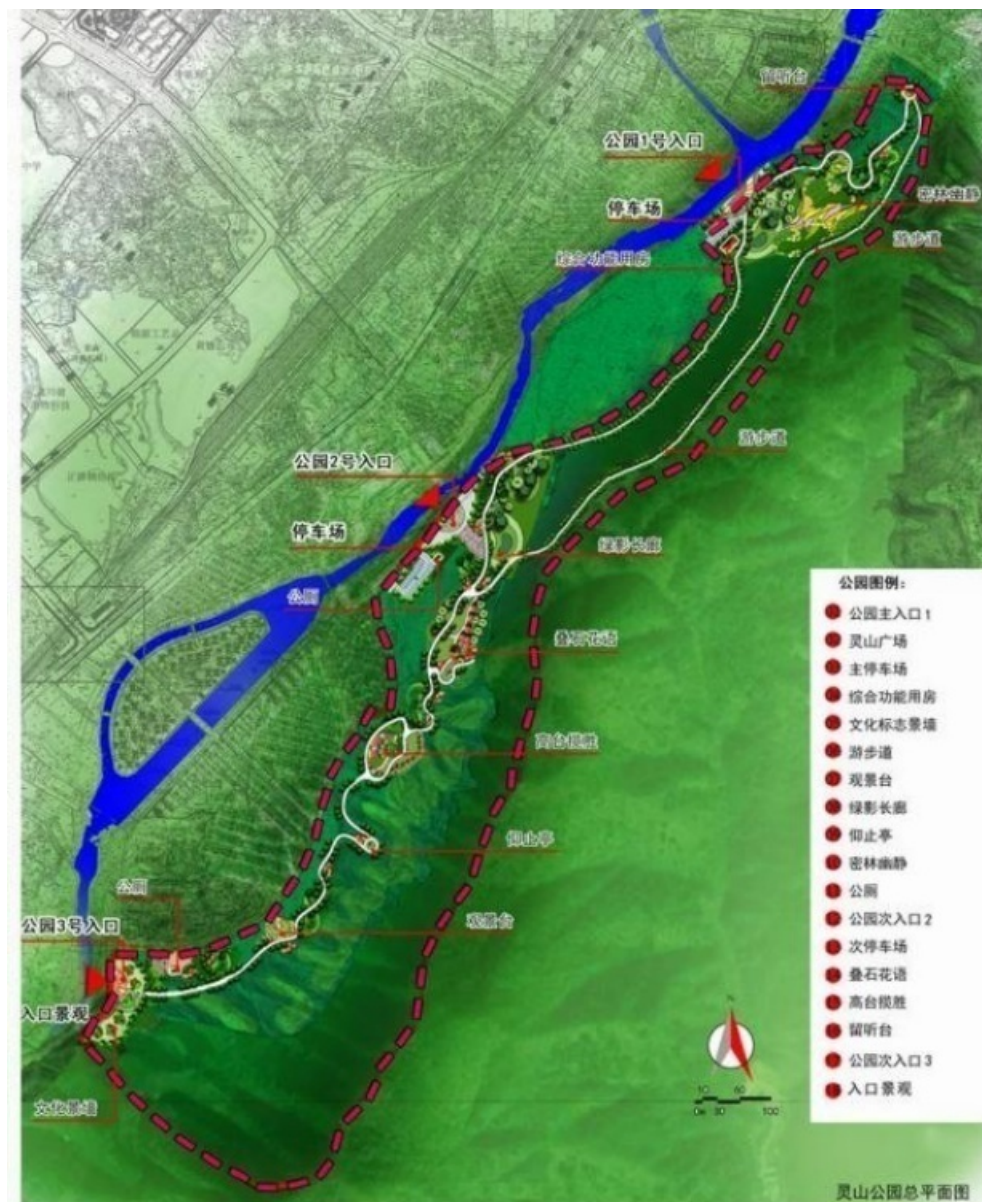 留听台
公园1号入口
密林幽静
停车场
游步道
综合功能用房
游步道
公园2号入口
停车场
绿影长廊
公厕
叠石花语
高台揽胜
仰止亭
公厕
观景台
公园3号入口
入口景观
文化景墙
公园图例：
公园主入口1
灵山广场
主停车场
综合功能用房
文化标志景墙
游步道
观景台
绿影长廊
仰止亭
密林幽静
公厕
公园次入口2
次停车场
叠石花语
高台揽胜
留听台
公园次入口3
入口景观
灵山公园总平面图